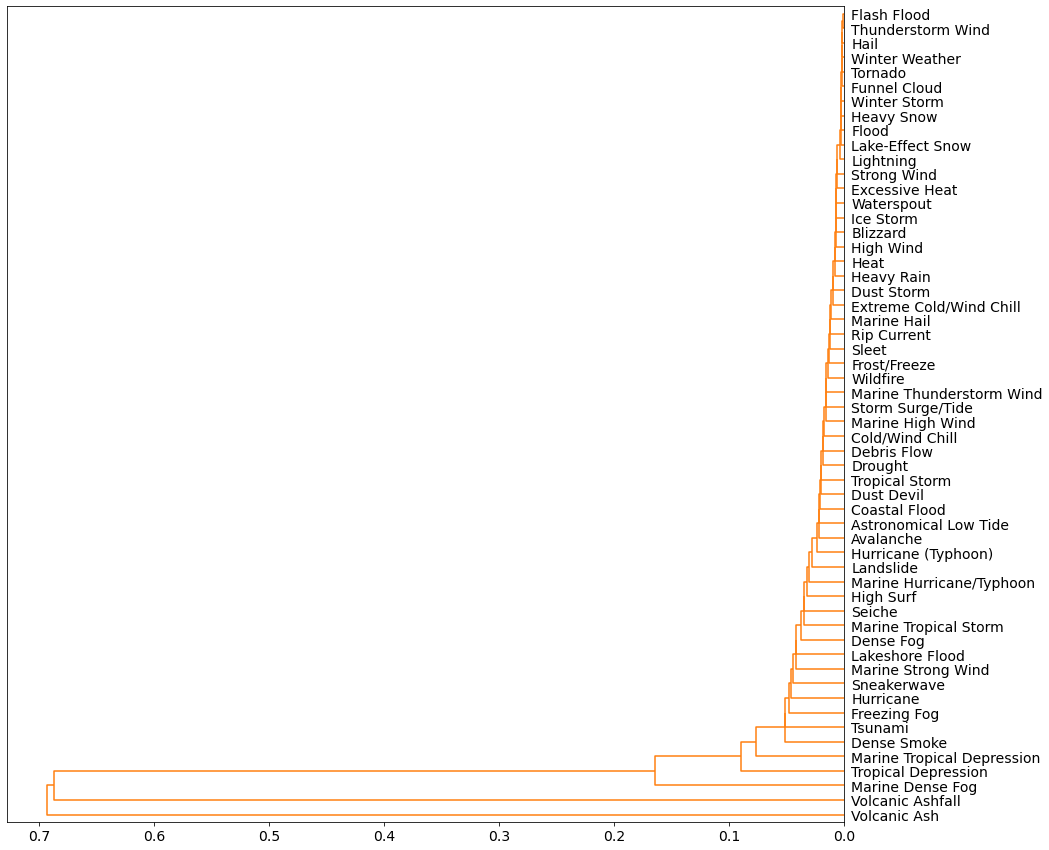 Flash Flood
Thunderstorm Wind
Hail
Winter Weather
Tornado
Funnel Cloud
Winter Storm
Heavy Snow
Flood
Lake-Effect Snow
Lightning
Strong Wind
Excessive Heat
Waterspout
Ice Storm
Blizzard
High Wind
Heat
Heavy Rain
Dust Storm
Extreme Cold/Wind Chill
Marine Hail
Rip Current
Sleet
Frost/Freeze
Wildfire
Marine Thunderstorm Wind
Storm Surge/Tide
Marine High Wind
Cold/Wind Chill
Debris Flow
Drought
Tropical Storm
Dust Devil
Coastal Flood
Astronomical Low Tide
Avalanche
Hurricane (Typhoon)
Landslide
Marine Hurricane/Typhoon
High Surf
Seiche
Marine Tropical Storm
Dense Fog
Lakeshore Flood
Marine Strong Wind
Sneakerwave
Hurricane
Freezing Fog
Tsunami
Dense Smoke
Marine Tropical Depression
Tropical Depression
Marine Dense Fog
Volcanic Ashfall
Volcanic Ash
0.7 0.6 0.5 0.4 0.3 0.2 0.1 0.0